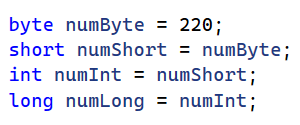 byte numByte = 220;
short numShort = numByte;
int numInt = numShort;
long numLong = numInt;